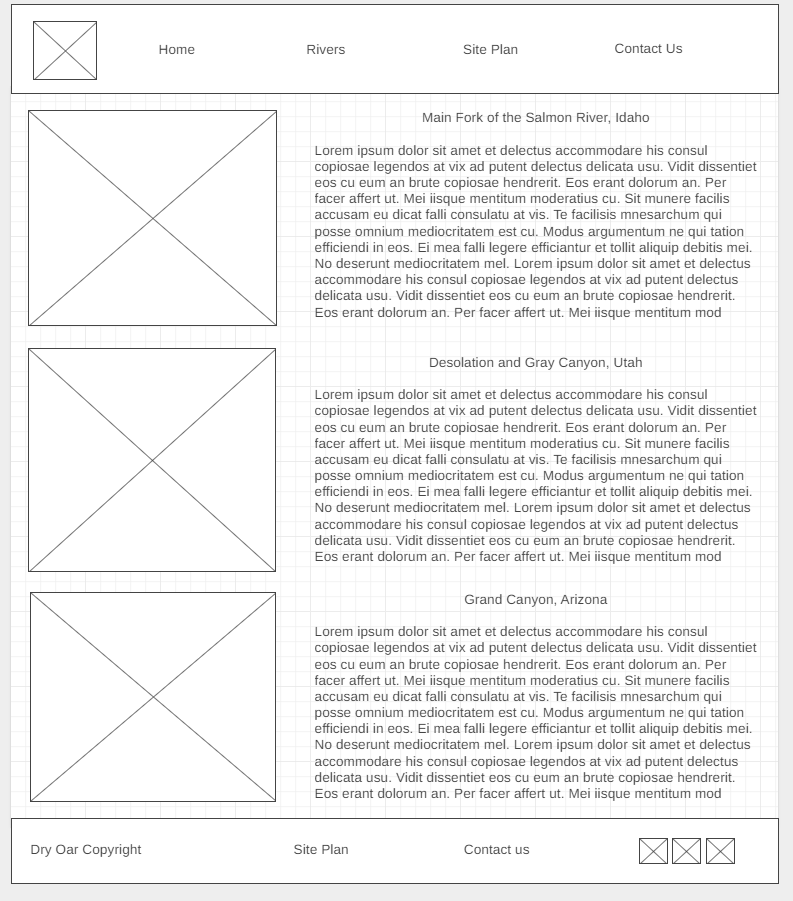 Home
Rivers
Site Plan
Contact Us
Main Fork of the Salmon River, Idaho
Lorem ipsum dolor sit amet et delectus accommodare his consul
copiosae legendos at vix ad putent delectus delicata usu. Vidit dissentiet
eos cu eum an brute copiosae hendrerit. Eos erant dolorum an. Per
facer affert ut. Mei iisque mentitum moderatius cu. Sit munere facilis
accusam eu dicat falli consulatu at vis. Te facilisis mnesarchum qui
posse omnium mediocritatem est cu. Modus argumentum ne qui tation
efficiendi in eos. Ei mea falli legere efficiantur et tollit aliquip debitis mei.
No deserunt mediocritatem mel. Lorem ipsum dolor sit amet et delectus
accommodare his consul copiosae legendos at vix ad putent delectus
delicata usu. Vidit dissentiet eos cu eum an brute copiosae hendrerit.
Eos erant dolorum an. Per facer affert ut. Mei iisque mentitum mod
Desolation and Gray Canyon, Utah
Lorem ipsum dolor sit amet et delectus accommodare his consul
copiosae legendos at vix ad putent delectus delicata usu. Vidit dissentiet
eos cu eum an brute copiosae hendrerit. Eos erant dolorum an. Per
facer affert ut. Mei iisque mentitum moderatius cu. Sit munere facilis
accusam eu dicat falli consulatu at vis. Te facilisis mnesarchum qui
posse omnium mediocritatem est cu. Modus argumentum ne qui tation
efficiendi in eos. Ei mea falli legere efficiantur et tollit aliquip debitis mei.
No deserunt mediocritatem mel. Lorem ipsum dolor sit amet et delectus
accommodare his consul copiosae legendos at vix ad putent delectus
delicata usu. Vidit dissentiet eos cu eum an brute copiosae hendrerit.
Eos erant dolorum an. Per facer affert ut. Mei iisque mentitum mod
Grand Canyon, Arizona
Lorem ipsum dolor sit amet et delectus accommodare his consul
copiosae legendos at vix ad putent delectus delicata usu. Vidit dissentiet
eos cu eum an brute copiosae hendrerit. Eos erant dolorum an. Per
facer affert ut. Mei iisque mentitum moderatius cu. Sit munere facilis
accusam eu dicat falli consulatu at vis. Te facilisis mnesarchum qui
posse omnium mediocritatem est cu. Modus argumentum ne qui tation
efficiendi in eos. Ei mea falli legere efficiantur et tollit aliquip debitis mei.
No deserunt mediocritatem mel. Lorem ipsum dolor sit amet et delectus
accommodare his consul copiosae legendos at vix ad putent delectus
delicata usu. Vidit dissentiet eos cu eum an brute copiosae hendrerit.
Eos erant dolorum an. Per facer affert ut. Mei iisque mentitum mod
Dry Oar Copyright
Site Plan
Contact us